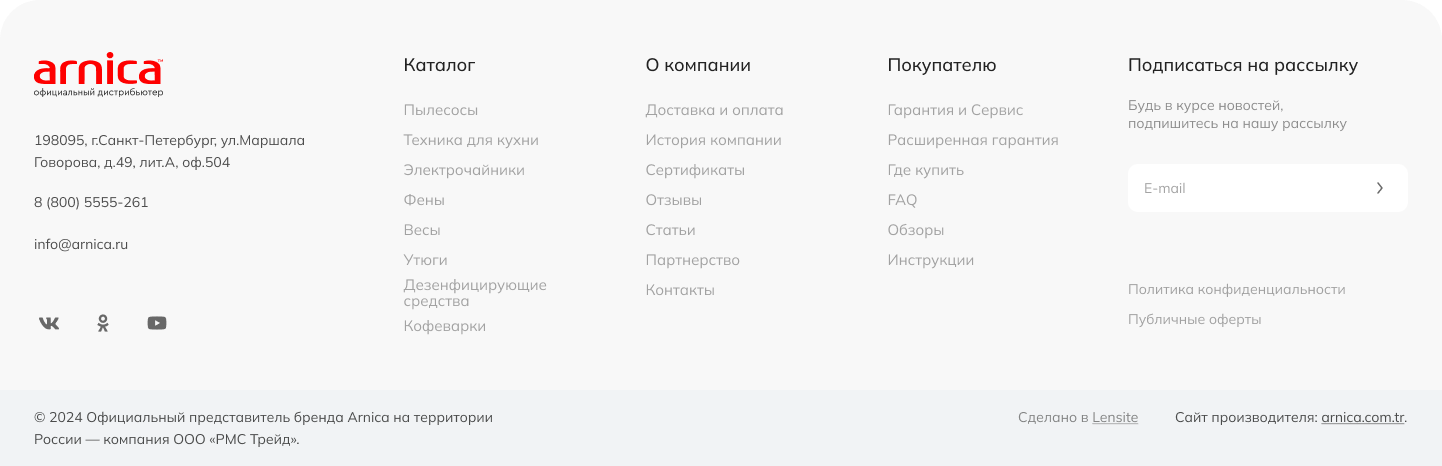 arnica™
официальный дистрибьютер
198095, г.Санкт-Петербург, ул.Маршала
Говорова, д.49, лит.А, оф.504
8 (800) 5555-261
info@arnica.ru
Каталог
Пылесосы
Техника для кухни
Электрочайники
Фены
Весы
Утюги
Дезенфицирующие
средства
Кофеварки
О компании
Доставка и оплата
История компании
Сертификаты
Отзывы
Статьи
Партнерство
Контакты
Покупателю
Гарантия и Сервис
Расширенная гарантия
Где купить
FAQ
Обзоры
Инструкции
Подписаться на рассылку
Будь в курсе новостей,
подпишитесь на нашу рассылку
E-mail
Политика конфиденциальности
Публичные оферты
© 2024 Официальный представитель бренда Arnica на территории
России — компания ООО «РМС Трейд».
Сделано в Lensite
Сайт производителя: arnica.com.tr.